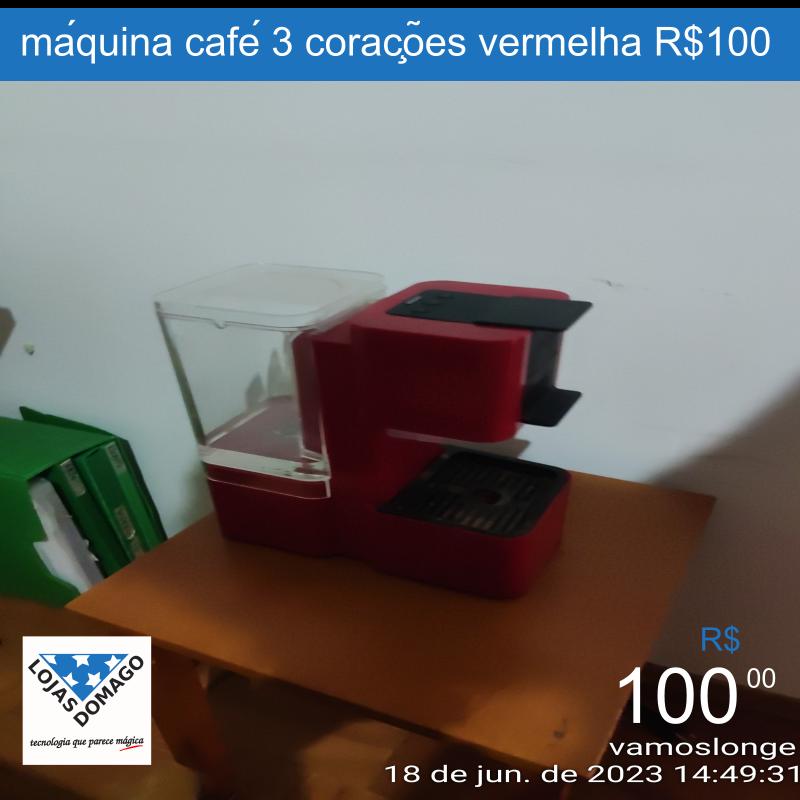 máquina café 3 corações vermelha R$100
LOJAS DOMAGO
tecnologia que parece mágica
R$
100 00
vamoslonge
18 de jun. de 2023 14:49:31